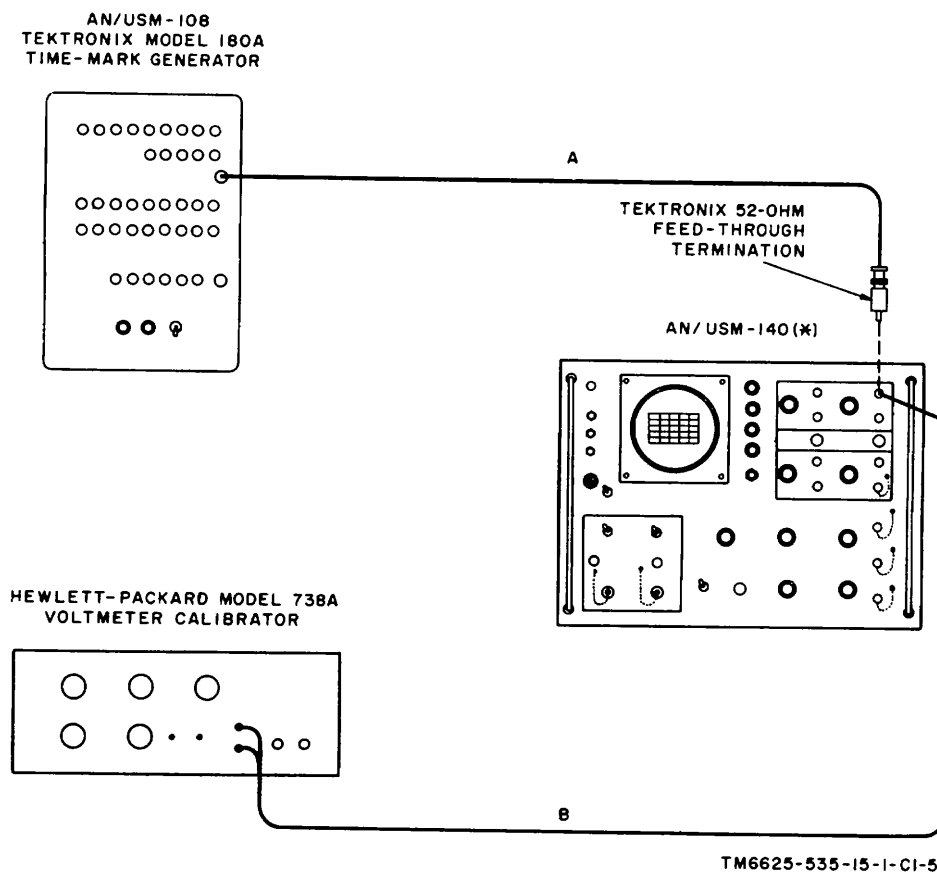 AN/USM-108
TEKTRONIX MODEL 180A
TIME-MARK GENERATOR
A
TEKTRONIX 52-OHM
FEED-THROUGH
TERMINATION
AN/USM-140(*)
HEWLETT-PACKARD MODEL 738A
VOLTMETER CALIBRATOR
B
TM6625-535-15-1-C1-5